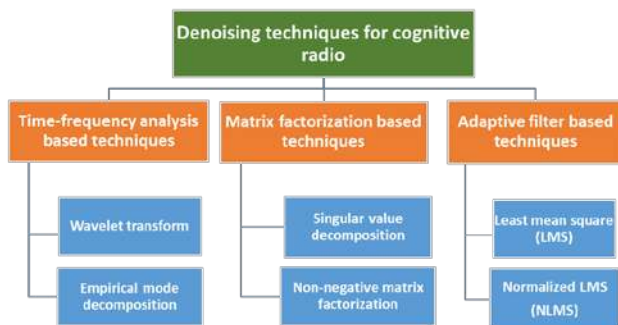 Denoising techniques for cognitive
radio
Time-frequency analysis
based techniques
Matrix factorization based
techniques
Adaptive filter based
techniques
Wavelet transform
Empirical mode
decomposition
Singular value
decomposition
Non-negative matrix
factorization
Least mean square
(LMS)
Normalized LMS
(NLMS)